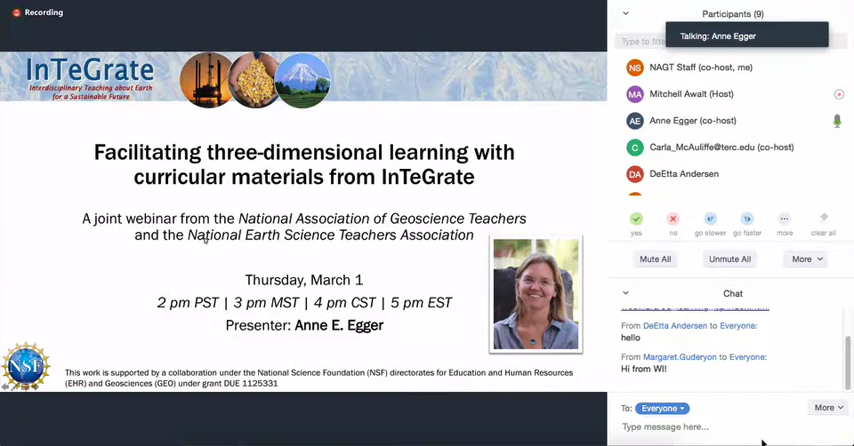 Recording
Participants (9)
Talking: Anne Egger
Type to filte
InTeGrate
Interdisciplinary Teaching about Earth
for a Sustainable Future
Facilitating three-dimensional learning with
curricular materials from InTeGrate
A joint webinar from the National Association of Geoscience Teachers
and the National Earth Science Teachers Association
Thursday, March 1
2 pm PST | 3 pm MST | 4 pm CST | 5 pm EST
Presenter: Anne E. Egger
NSF
This work is supported by a collaboration under the National Science Foundation (NSF) directorates for Education and Human Resources
(EHR) and Geosciences (GEO) under grant DUE 1125331
NS NAGT Staff (co-host, me)
MA Mitchell Awalt (Host)
AE Anne Egger (co-host)
C Carla_McAuliffe@terc.edu (co-host)
DA DeEtta Andersen
yes no go slower go faster more clear all
Mute All Unmute All More
Chat
From DeEtta Andersen to Everyone:
hello
From Margaret.Guderyon to Everyone:
Hi from WI!
To: Everyone More
Type message here...